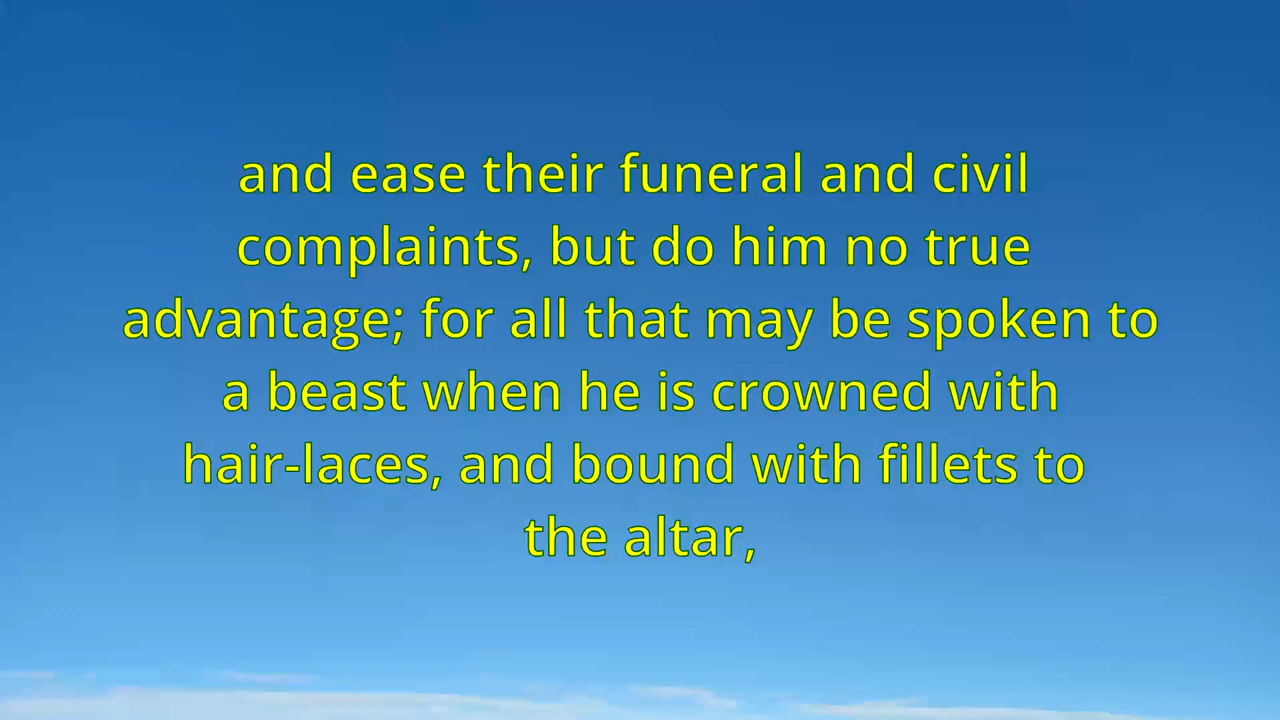 and ease their funeral and civil
complaints, but do him no true
advantage; for all that may be spoken to
a beast when he is crowned with
hair-laces, and bound with fillets to
the altar,